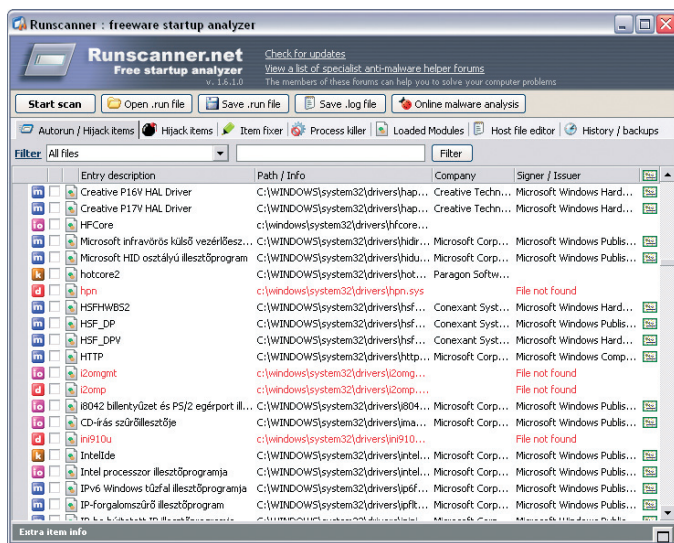 Runscanner : freeware startup analyzer
Runscanner.net
Free startup analyzer
v. 1.6.1.0
Check for updates
View a list of specialist anti-malware helper forums
The members of these forums can help you to solve your computer problems
Start scan Open .run file Save .run file Save .log file Online malware analysis
Autorun / Hijack items Hijack items Item fixer Process killer Loaded Modules Host file editor History / backups
Filter All files Filter
Entry description Path / Info Company Signer / Issuer
m Creative P16V HAL Driver C:\WINDOWS\system32\drivers\hap... Creative Techn... Microsoft Windows Hard...
m Creative P17V HAL Driver C:\WINDOWS\system32\drivers\hap... Creative Techn... Microsoft Windows Hard...
io HFCore c:\windows\system32\drivers\hfcore...
m Microsoft infravörös külső vezérlőesz... C:\WINDOWS\system32\drivers\hidir... Microsoft Corp... Microsoft Windows Publis...
m Microsoft HID osztályú illesztőprogram C:\WINDOWS\system32\drivers\hidu... Microsoft Corp... Microsoft Windows Publis...
k hotcore2 C:\WINDOWS\system32\drivers\hot... Paragon Softw...
d hpn c:\windows\system32\drivers\hpn.sys File not found
m HSFHWBS2 C:\WINDOWS\system32\drivers\hsf... Conexant Syst... Microsoft Windows Hard...
m HSF_DP C:\WINDOWS\system32\drivers\hsf... Conexant Syst... Microsoft Windows Publis...
m HSF_DPV C:\WINDOWS\system32\drivers\hsf... Conexant Syst... Microsoft Windows Hard...
m HTTP C:\WINDOWS\system32\drivers\http... Microsoft Corp... Microsoft Windows Comp...
io i2omgmt c:\windows\system32\drivers\i2omg... File not found
d i2omp c:\windows\system32\drivers\i2omp... File not found
io i8042 billentyűzet és PS/2 egérport ill... C:\WINDOWS\system32\drivers\i804... Microsoft Corp... Microsoft Windows Publis...
m CD-írás szűrőillesztője C:\WINDOWS\system32\drivers\ima... Microsoft Corp... Microsoft Windows Publis...
d ini910u c:\windows\system32\drivers\ini910... File not found
k IntelIde C:\WINDOWS\system32\drivers\intel... Microsoft Corp... Microsoft Windows Publis...
io Intel processzor illesztőprogramja C:\WINDOWS\system32\drivers\intel... Microsoft Corp... Microsoft Windows Publis...
m IPv6 Windows tűzfal illesztőprogramja C:\WINDOWS\system32\drivers\ip6f... Microsoft Corp... Microsoft Windows Publis...
m IP-forgalomszűrő illesztőprogram C:\WINDOWS\system32\drivers\ipflt... Microsoft Corp... Microsoft Windows Publis...
Extra item info